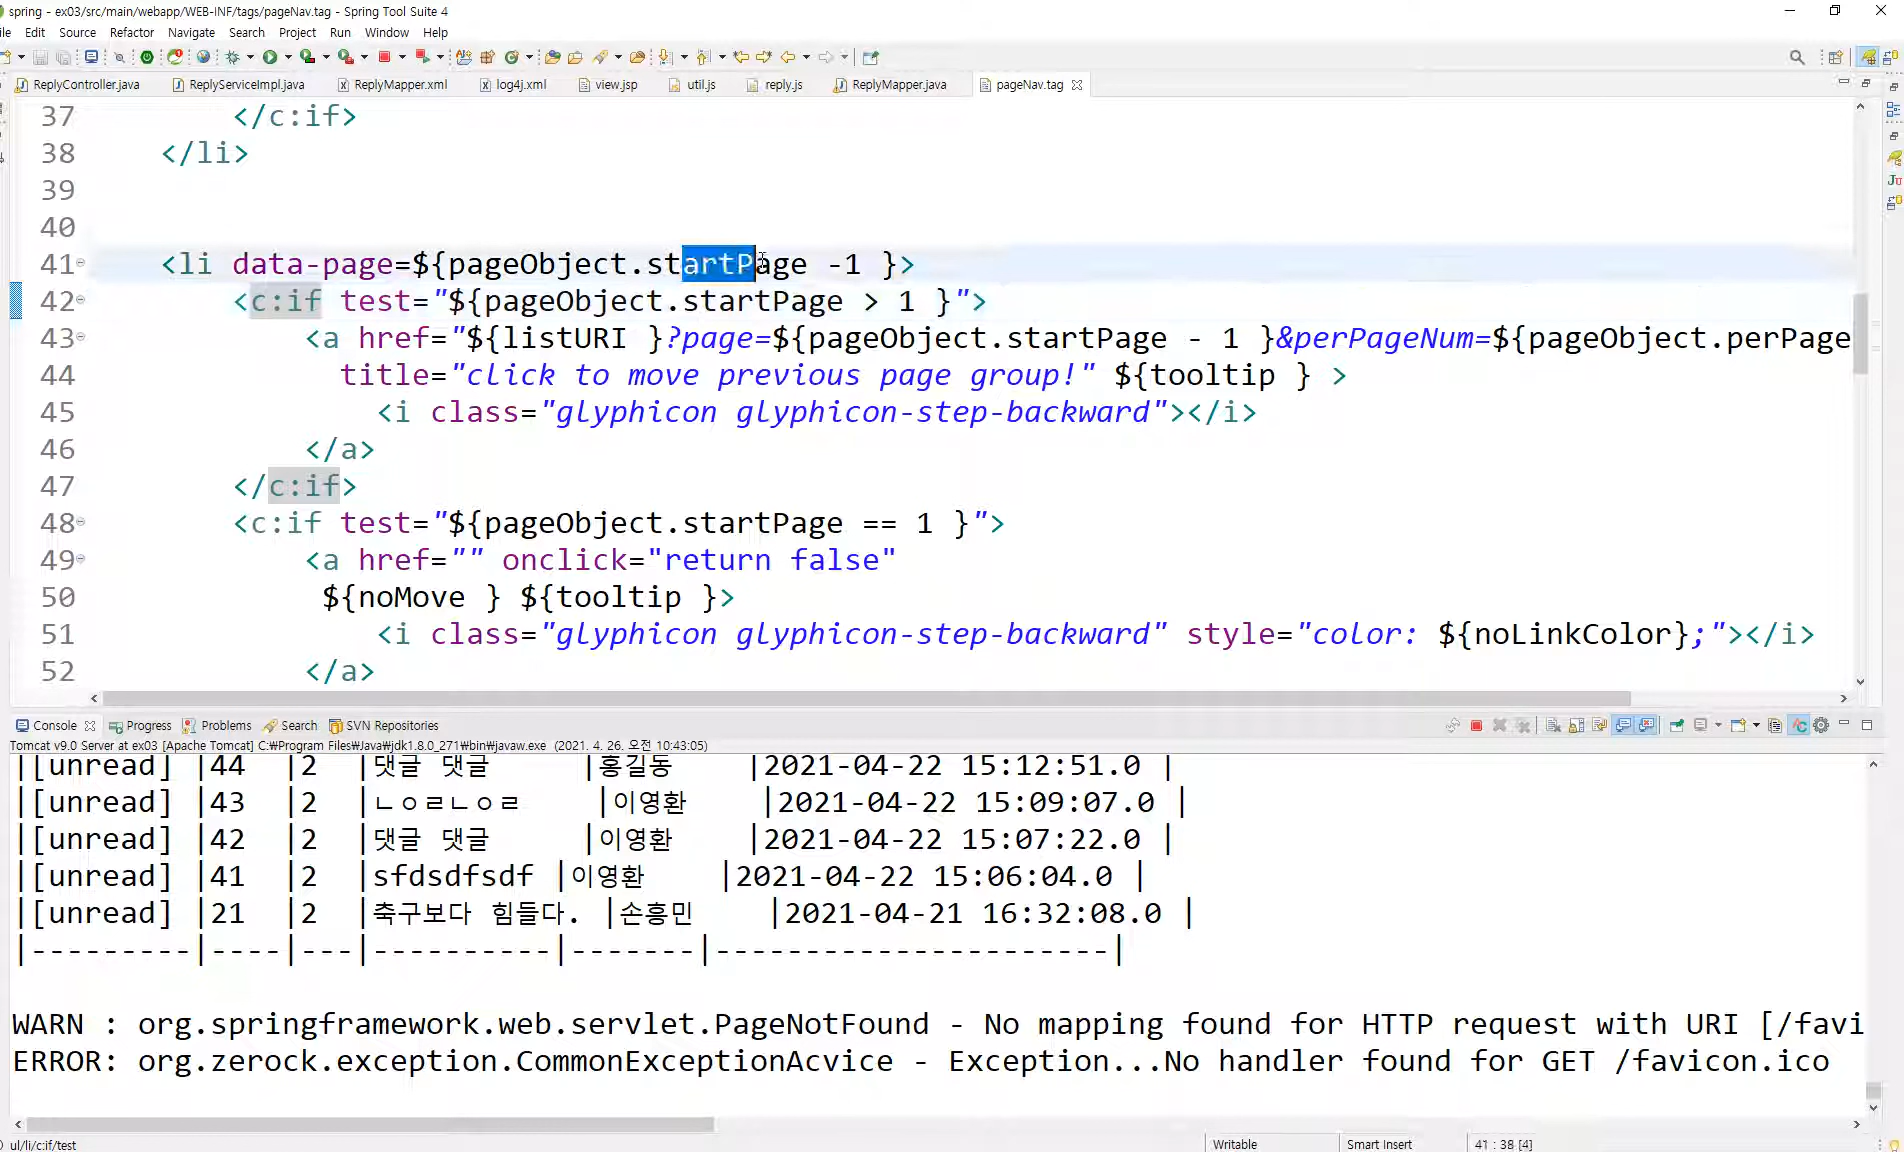 spring - ex03/src/main/webapp/WEB-INF/tags/pageNav.tag - Spring Tool Suite 4
ile Edit Source Refactor Navigate Search Project Run Window Help
ReplyController.java ReplyServiceImpl.java ReplyMapper.xml log4j.xml view.jsp util.js reply.js ReplyMapper.java pageNav.tag
37 </c:if>
38 </li>
39
40
41 <li data-page=${pageObject.startPage -1 }>
42 <c:if test="${pageObject.startPage > 1 }">
43 <a href="${listURI }?page=${pageObject.startPage - 1 }&perPageNum=${pageObject.perPage
44 title="click to move previous page group!" ${tooltip } >
45 <i class="glyphicon glyphicon-step-backward"></i>
46 </a>
47 </c:if>
48 <c:if test="${pageObject.startPage == 1 }">
49 <a href="" onclick="return false"
50 ${noMove } ${tooltip }>
51 <i class="glyphicon glyphicon-step-backward" style="color: ${noLinkColor};"></i>
52 </a>
Console Progress Problems Search SVN Repositories
Tomcat v9.0 Server at ex03 [Apache Tomcat] C:₩Program Files₩Java₩jdk1.8.0_271₩bin₩javaw.exe (2021. 4. 26. 오전 10:43:05)
|[unread] |44 |2 |댓글 댓글 |홍길동 |2021-04-22 15:12:51.0 |
|[unread] |43 |2 |ㄴㅇㄹㄴㅇㄹ |이영환 |2021-04-22 15:09:07.0 |
|[unread] |42 |2 |댓글 댓글 |이영환 |2021-04-22 15:07:22.0 |
|[unread] |41 |2 |sfdsdfsdf |이영환 |2021-04-22 15:06:04.0 |
|[unread] |21 |2 |축구보다 힘들다. |손흥민 |2021-04-21 16:32:08.0 |
|---------|----|---|----------|-------|----------------------|
WARN : org.springframework.web.servlet.PageNotFound - No mapping found for HTTP request with URI [/favi
ERROR: org.zerock.exception.CommonExceptionAcvice - Exception...No handler found for GET /favicon.ico
ul/li/c:if/test Writable Smart Insert 41 : 38 [4]